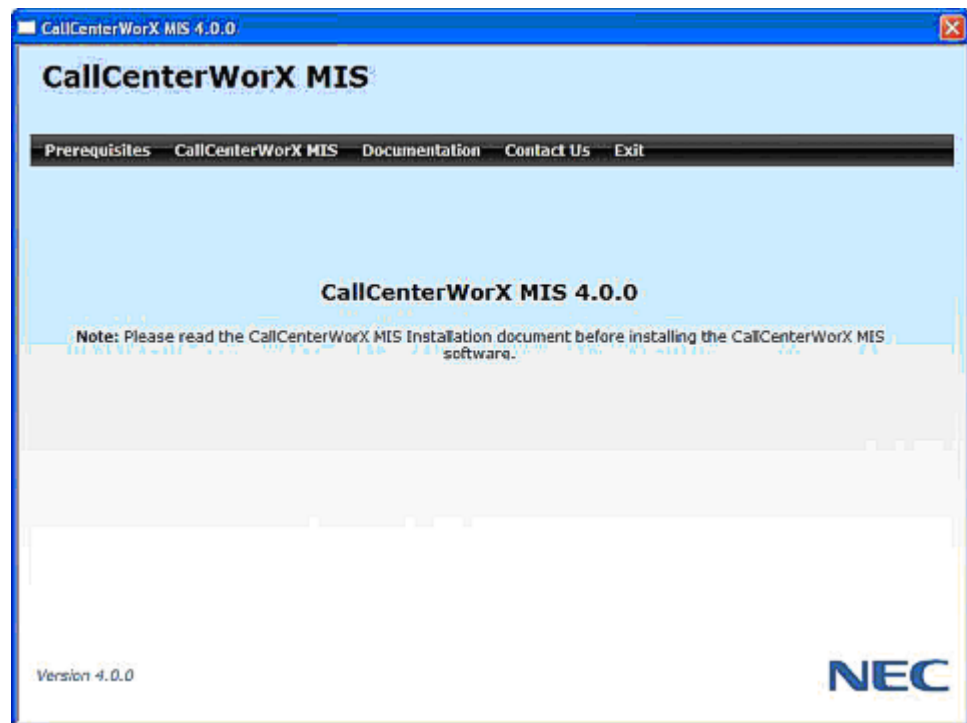 CallCenterWorX MIS 4.0.0
CallCenterWorX MIS
Prerequisites CallCenterWorX MIS Documentation Contact Us Exit
CallCenterWorX MIS 4.0.0
Note: Please read the CallCenterWorX MIS Installation document before installing the CallCenterWorX MIS
software.
Version 4.0.0
NEC